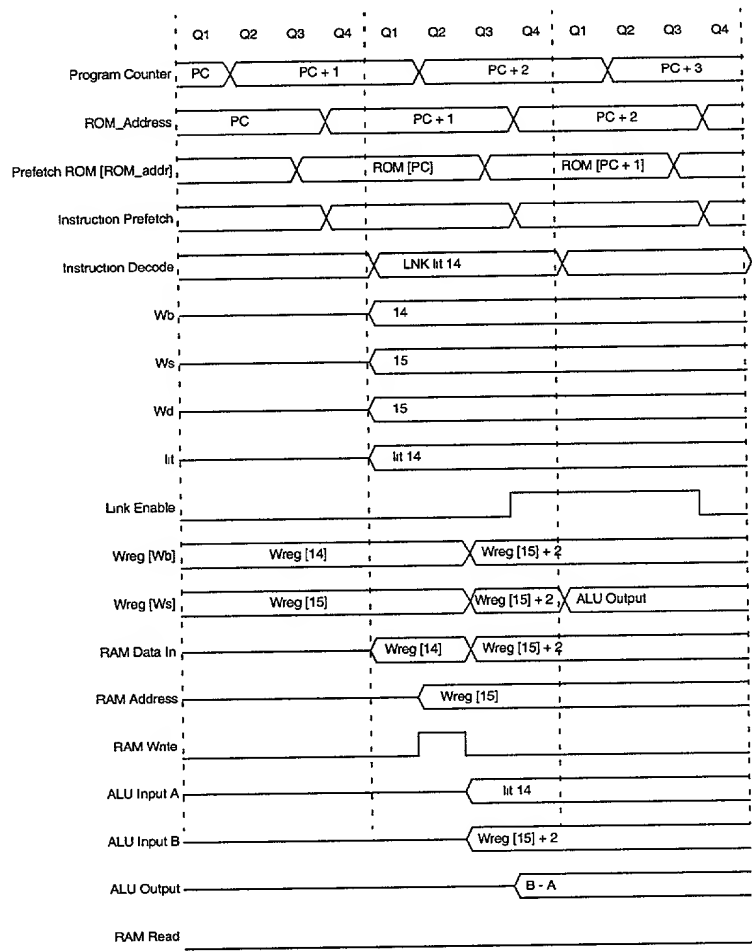 Q1 Q2 Q3 Q4 Q1 Q2 Q3 Q4 Q1 Q2 Q3 Q4
Program Counter PC PC + 1 PC + 2 PC + 3
ROM_Address PC PC + 1 PC + 2
Prefetch ROM [ROM_addr] ROM [PC] ROM [PC + 1]
Instruction Prefetch
Instruction Decode LNK lit 14
Wb 14
Ws 15
Wd 15
lit lit 14
Link Enable
Wreg [Wb] Wreg [14] Wreg [15] + 2
Wreg [Ws] Wreg [15] Wreg [15] + 2 ALU Output
RAM Data In Wreg [14] Wreg [15] + 2
RAM Address Wreg [15]
RAM Write
ALU Input A lit 14
ALU Input B Wreg [15] + 2
ALU Output B - A
RAM Read